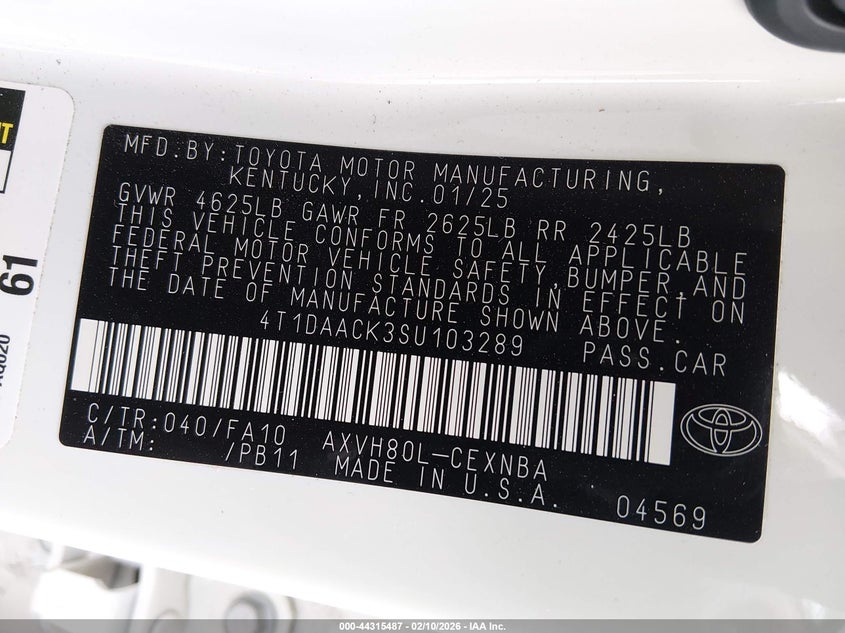 MFD.BY:TOYOTA MOTOR MANUFACTURING,
KENTUCKY,INC.01/25
GVWR 4625LB GAWR FR 2625LB RR 2425LB
THIS VEHICLE CONFORMS TO ALL APPLICABLE
FEDERAL MOTOR VEHICLE SAFETY,BUMPER,AND
THEFT PREVENTION STANDARDS IN EFFECT ON
THE DATE OF MANUFACTURE SHOWN ABOVE.
4T1DAACK3SU103289 PASS.CAR
C/TR:040/FA10 AXVH80L-CEXNBA
A/TM: /PB11 MADE IN U.S.A.
04569
61
000-44315487 - 02/10/2026 - IAA Inc.